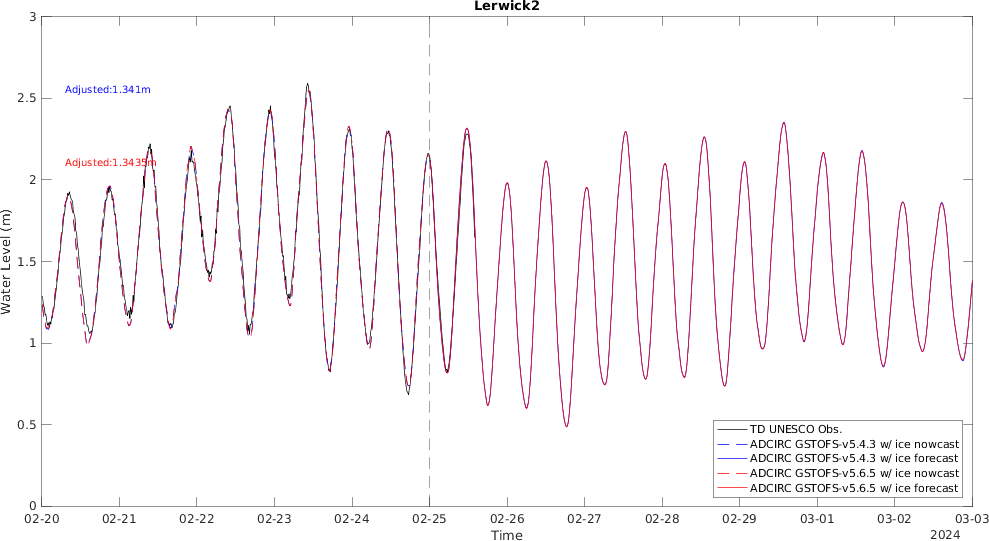 Lerwick2
3
2.5
2
1.5
1
0.5
0
Water Level (m)
Adjusted:1.341m
Adjusted:1.3435m
TD UNESCO Obs.
ADCIRC GSTOFS-v5.4.3 w/ ice nowcast
ADCIRC GSTOFS-v5.4.3 w/ ice forecast
ADCIRC GSTOFS-v5.6.5 w/ ice nowcast
ADCIRC GSTOFS-v5.6.5 w/ ice forecast
02-20 02-21 02-22 02-23 02-24 02-25 02-26 02-27 02-28 02-29 03-01 03-02 03-03
Time
2024